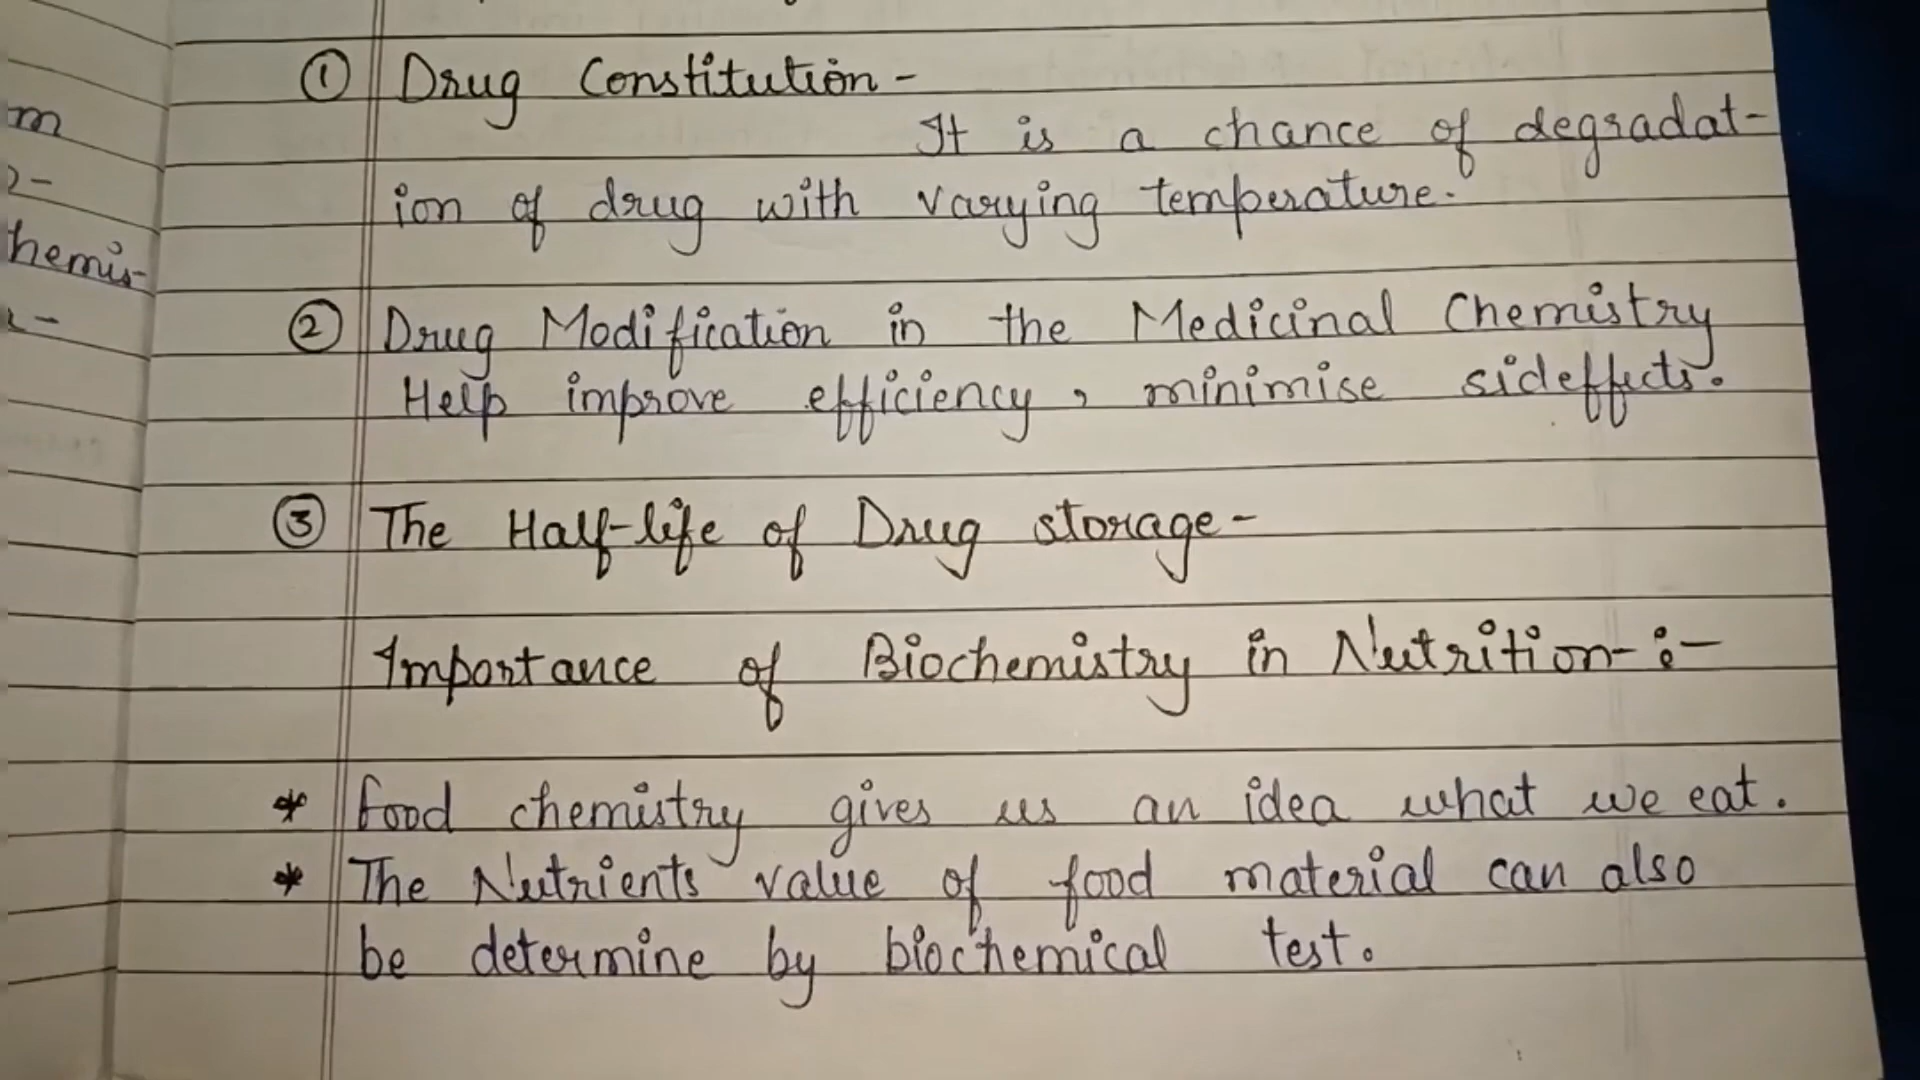 ① Drug Constitution -
It is a chance of degradat-
ion of drug with varying temperature.
② Drug Modification in the Medicinal Chemistry
Help improve efficiency, minimise sideffects.
③ The Half-life of Drug storage -
Importance of Biochemistry in Nutrition- :-
* food chemistry gives us an idea what we eat.
* The Nutrients value of food material can also
be determine by biochemical test.
m
hemis-